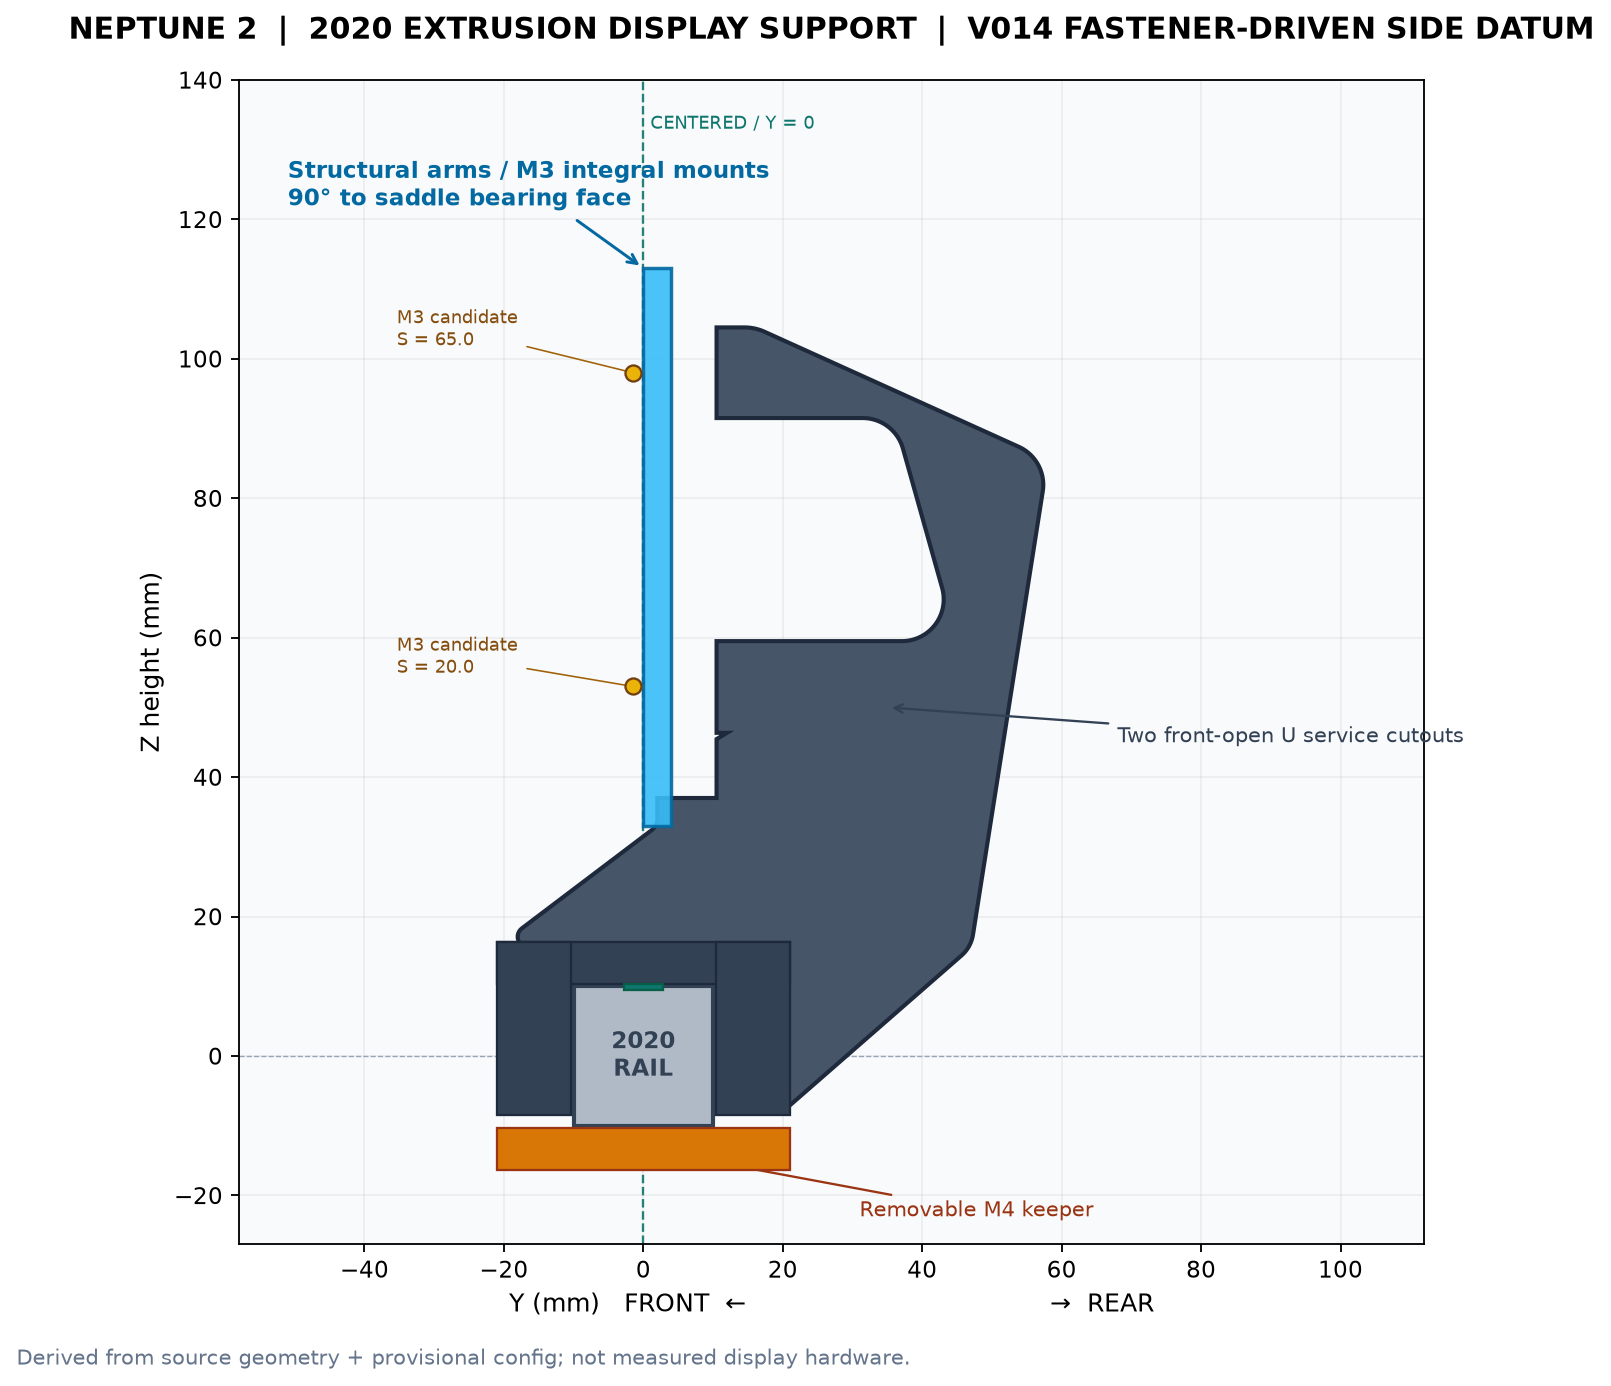 NEPTUNE 2 | 2020 EXTRUSION DISPLAY SUPPORT | V014 FASTENER-DRIVEN SIDE DATUM
140
CENTERED / Y = 0
Structural arms / M3 integral mounts
90° to saddle bearing face
120
M3 candidate
S = 65.0
100
80
Z height (mm)
60
M3 candidate
S = 20.0
Two front-open U service cutouts
40
20
2020
RAIL
0
−20
Removable M4 keeper
−40 −20 0 20 40 60 80 100
Y (mm) FRONT ← → REAR
Derived from source geometry + provisional config; not measured display hardware.